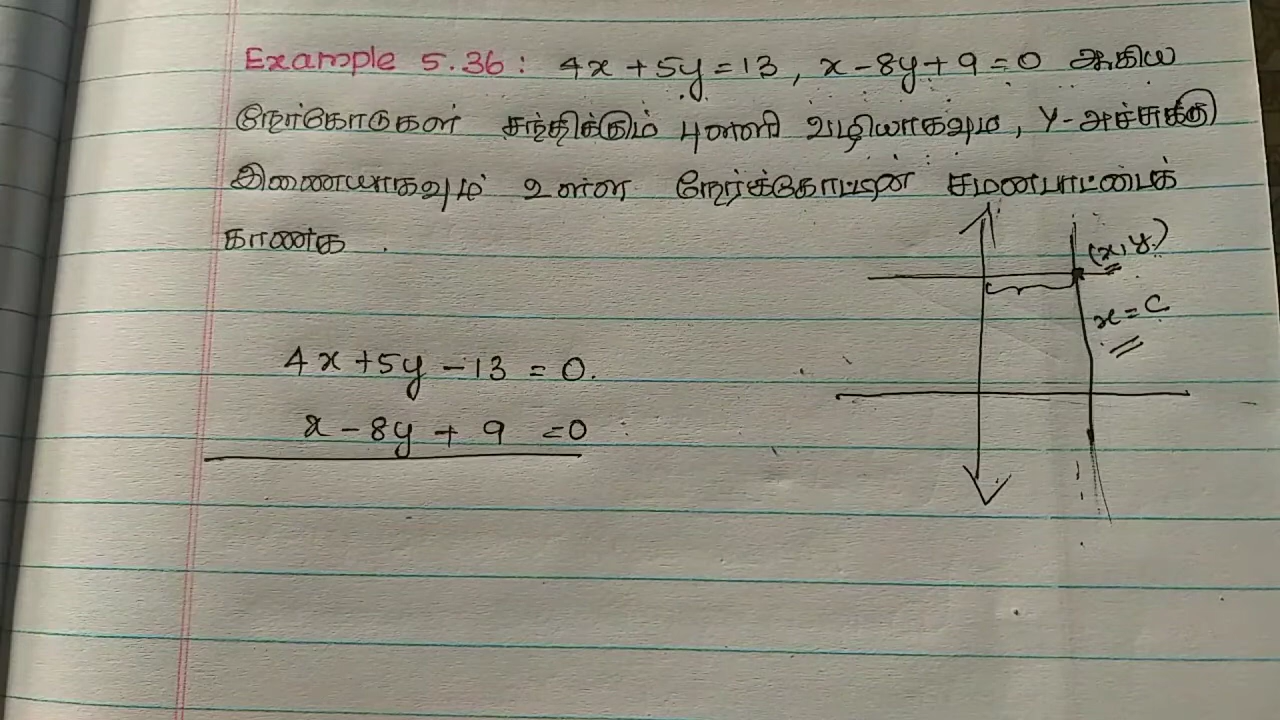 Example 5.36 : 4x + 5y = 13 , x - 8y + 9 = 0 ஆகிய
நேர்கோடுகள் சந்திக்கும் புள்ளி வழியாகவும் , Y - அச்சுக்கு
இணையாகவும் உள்ள நேர்க்கோட்டின் சமன்பாட்டைக்
காண்க .
(x, y)
x = c
4x + 5y - 13 = 0.
x - 8y + 9 = 0